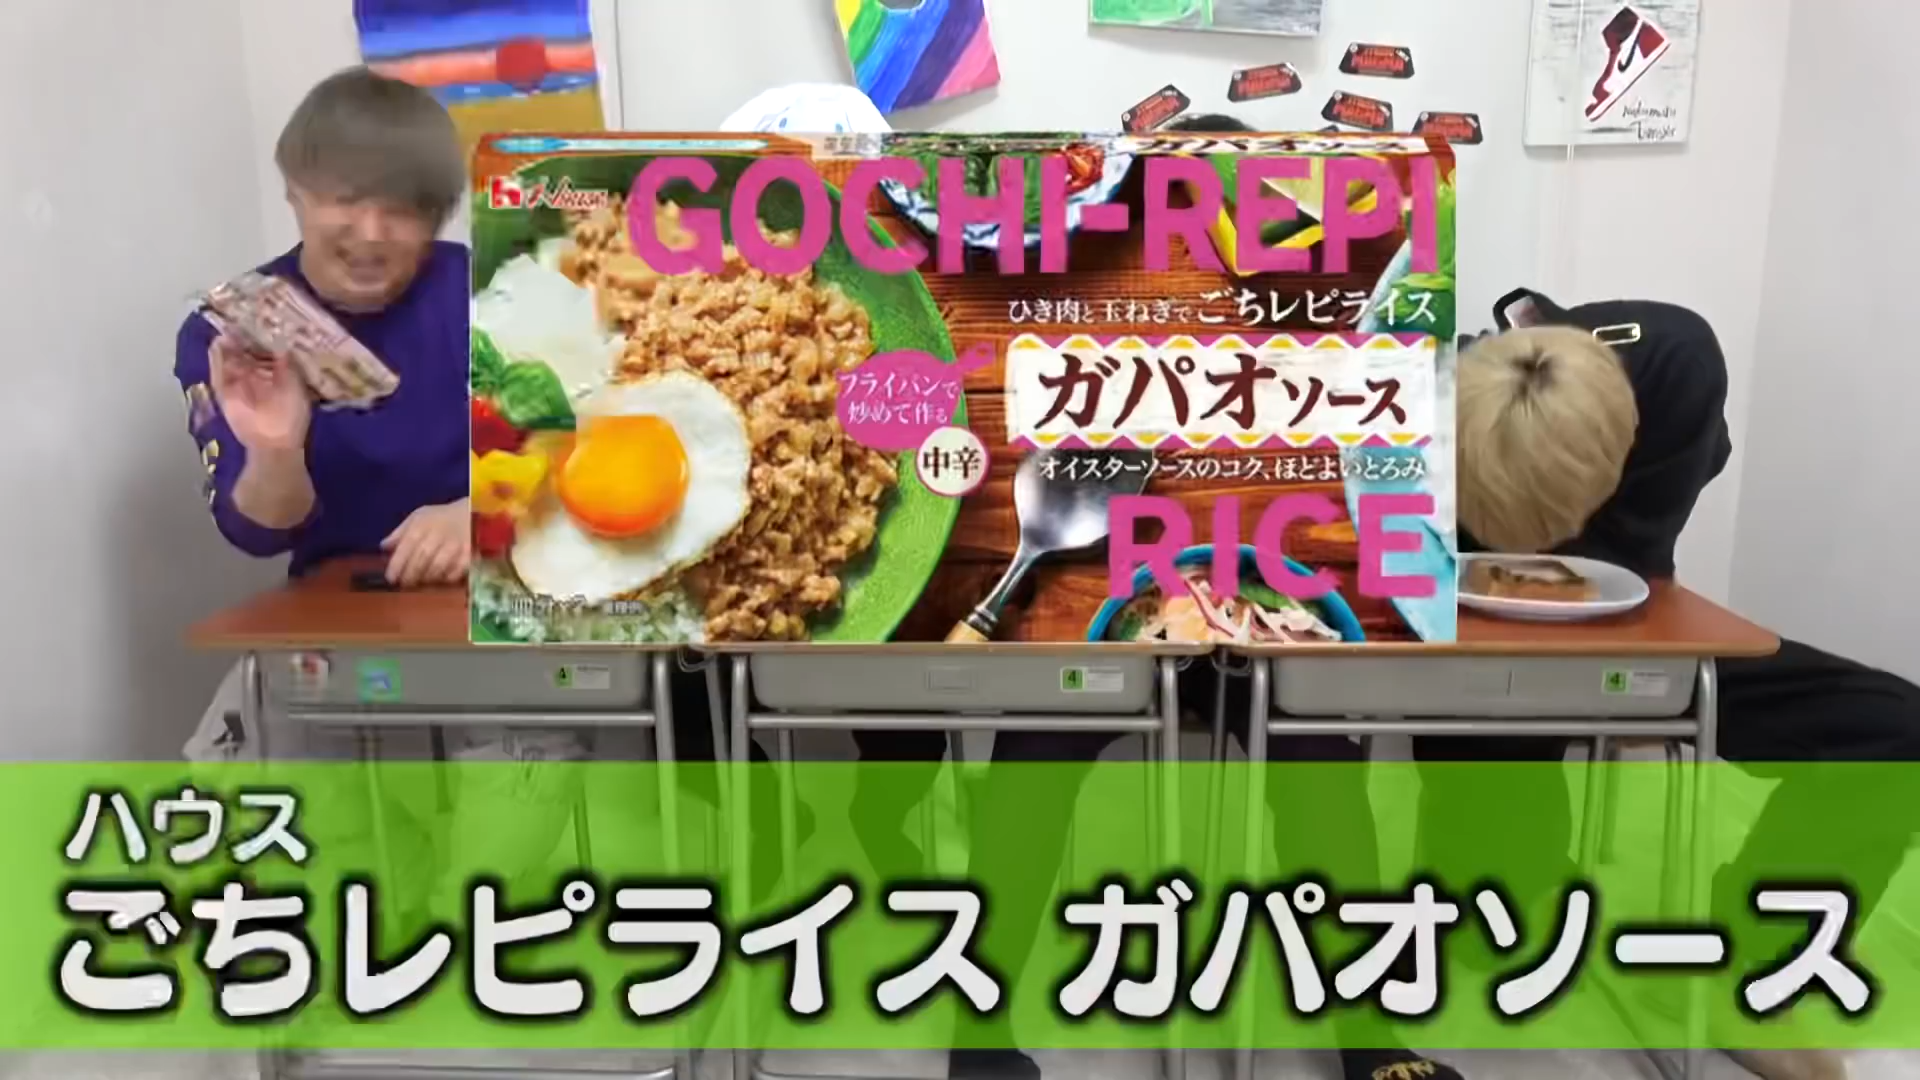 GOCHI-REPI
House
ひき肉と玉ねぎでごちレピライス
ガパオソース
フライパンで
炒めて作る
中辛
オイスターソースのコク、ほどよいとろみ
RICE
4
4
4
ハウス
ごちレピライス ガパオソース